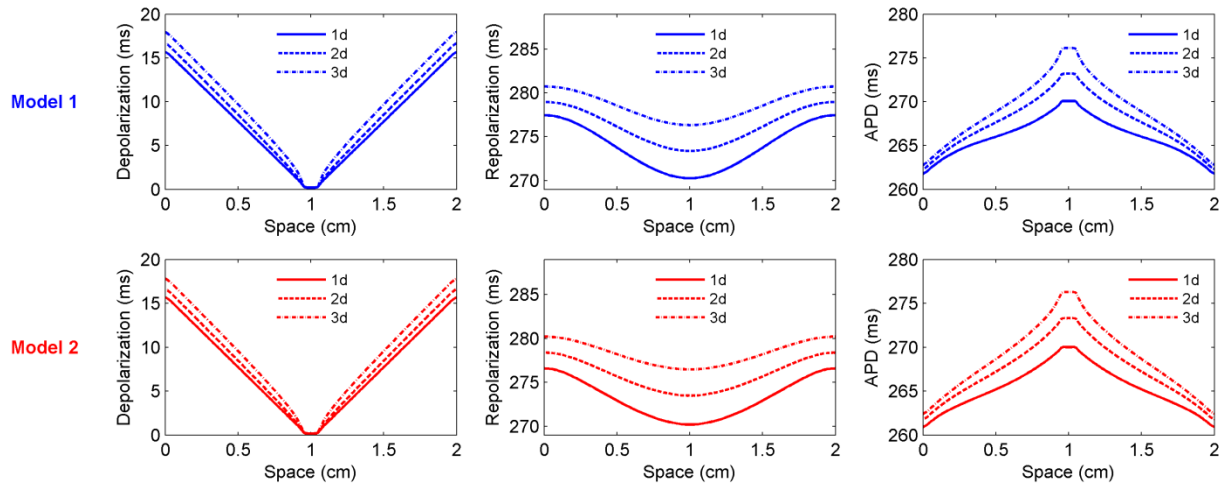 Model 1
Depolarization (ms)
20
15
10
5
0
1d
2d
3d
0 0.5 1 1.5 2
Space (cm)
Repolarization (ms)
285
280
275
270
1d
2d
3d
0 0.5 1 1.5 2
Space (cm)
APD (ms)
280
275
270
265
260
1d
2d
3d
0 0.5 1 1.5 2
Space (cm)
Model 2
Depolarization (ms)
20
15
10
5
0
1d
2d
3d
0 0.5 1 1.5 2
Space (cm)
Repolarization (ms)
285
280
275
270
1d
2d
3d
0 0.5 1 1.5 2
Space (cm)
APD (ms)
280
275
270
265
260
1d
2d
3d
0 0.5 1 1.5 2
Space (cm)